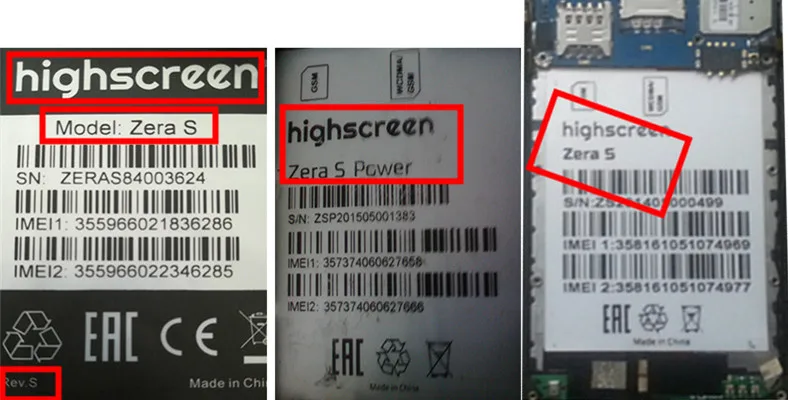 highscreen
Model: Zera S
SN: ZERAS84003624
IMEI1: 355966021836286
IMEI2: 355966022346285
EAC CE
Rev.S
Made in Chin
GSM
WCDMA/
GSM
highscreen
Zera S Power
S/N: ZSP201505001383
IMEI1: 357374060627658
IMEI2: 357374060627666
EAC
Made in China
WCDMA
GSM
highscreen
Zera S
S/N:ZS201405000499
IMEI 1:358161051074969
IMEI 2:358161051074977
EAC
Made in China